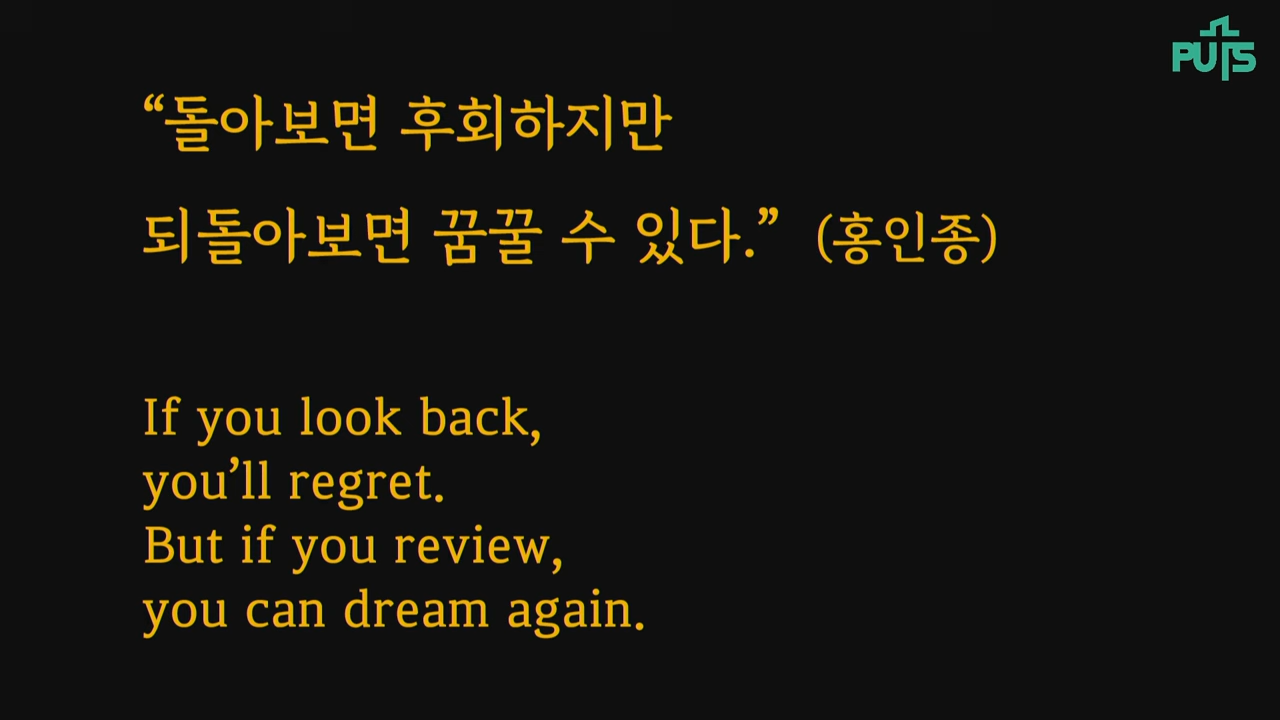 PUTS
“돌아보면 후회하지만
되돌아보면 꿈꿀 수 있다.” (홍인종)
If you look back,
you’ll regret.
But if you review,
you can dream again.